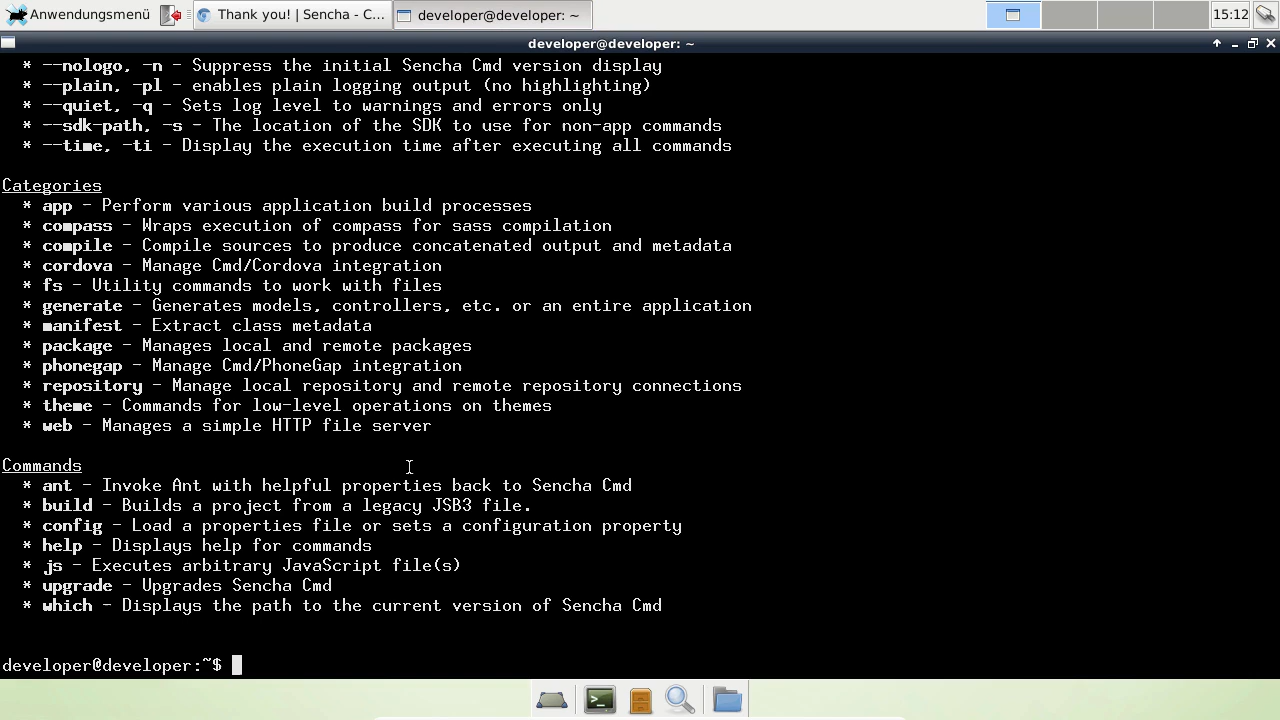 Anwendungsmenü
Thank you! | Sencha - C...
developer@developer: ~
15:12
developer@developer: ~
* --nologo, -n - Suppress the initial Sencha Cmd version display
* --plain, -pl - enables plain logging output (no highlighting)
* --quiet, -q - Sets log level to warnings and errors only
* --sdk-path, -s - The location of the SDK to use for non-app commands
* --time, -ti - Display the execution time after executing all commands
Categories
* app - Perform various application build processes
* compass - Wraps execution of compass for sass compilation
* compile - Compile sources to produce concatenated output and metadata
* cordova - Manage Cmd/Cordova integration
* fs - Utility commands to work with files
* generate - Generates models, controllers, etc. or an entire application
* manifest - Extract class metadata
* package - Manages local and remote packages
* phonegap - Manage Cmd/PhoneGap integration
* repository - Manage local repository and remote repository connections
* theme - Commands for low-level operations on themes
* web - Manages a simple HTTP file server
Commands
* ant - Invoke Ant with helpful properties back to Sencha Cmd
* build - Builds a project from a legacy JSB3 file.
* config - Load a properties file or sets a configuration property
* help - Displays help for commands
* js - Executes arbitrary JavaScript file(s)
* upgrade - Upgrades Sencha Cmd
* which - Displays the path to the current version of Sencha Cmd
developer@developer:~$